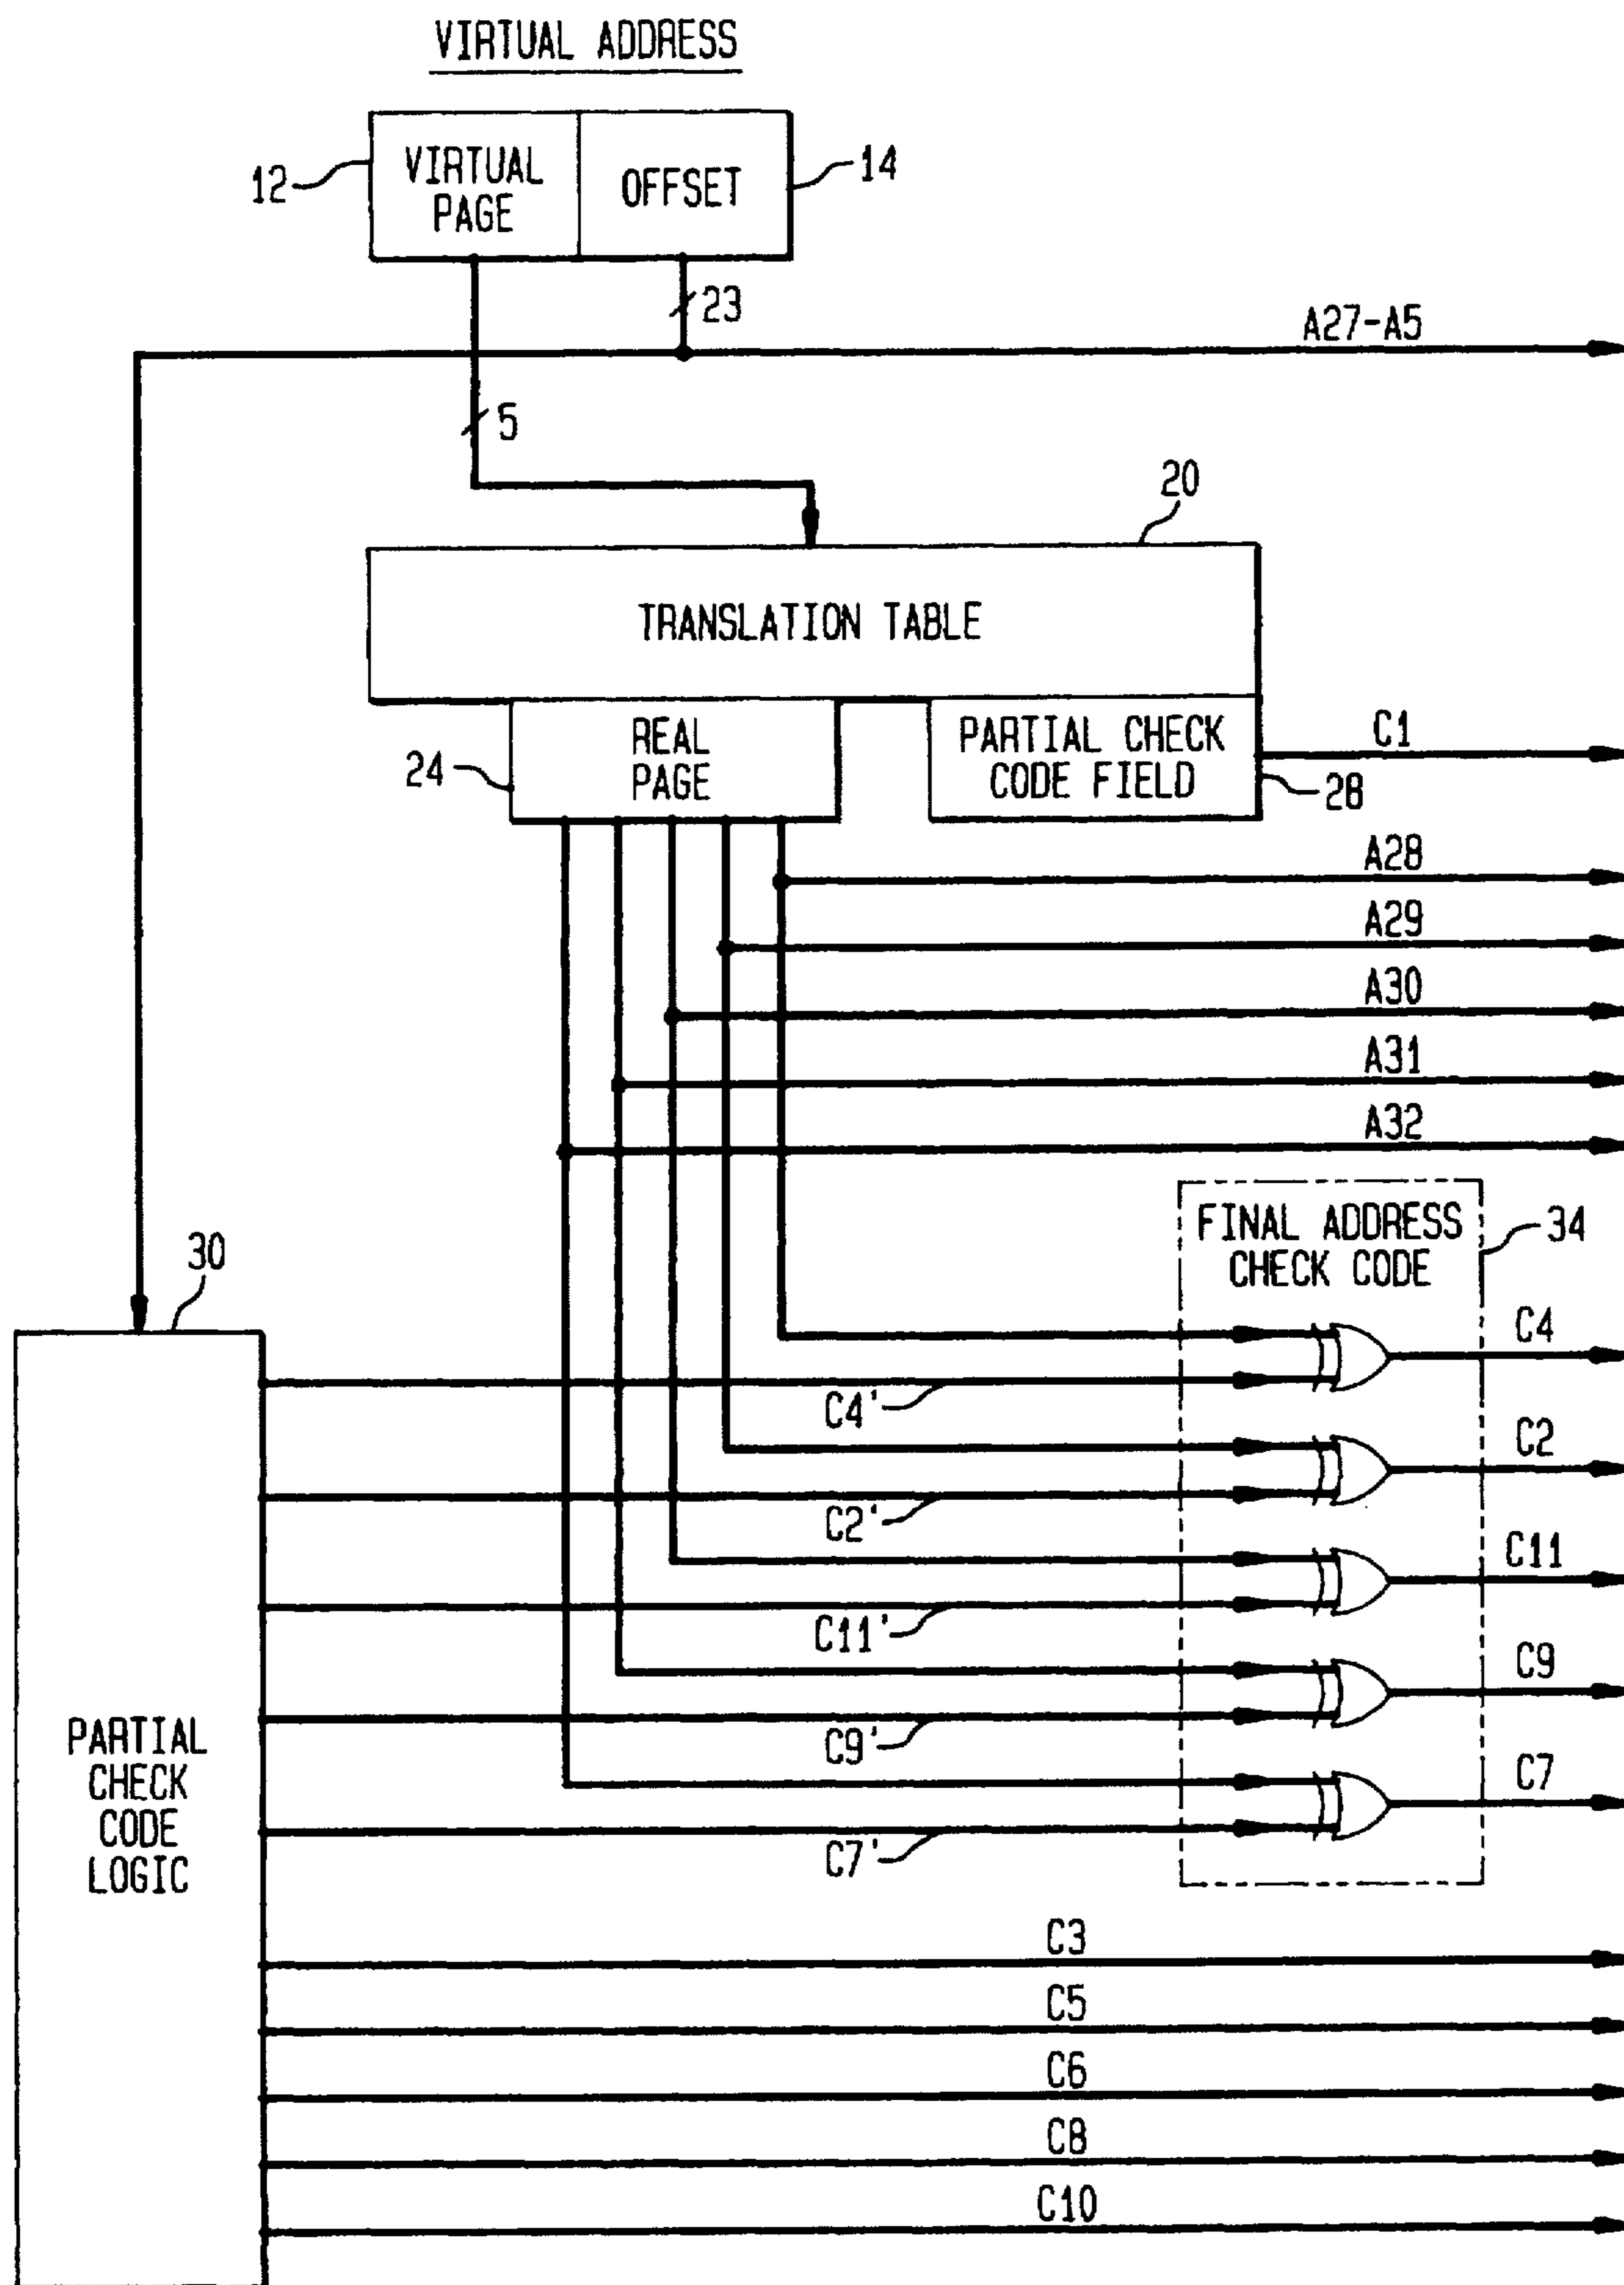 VIRTUAL ADDRESS
12
VIRTUAL
PAGE
OFFSET
14
23
A27-A5
5
20
TRANSLATION TABLE
REAL
PAGE
24
PARTIAL CHECK
CODE FIELD
28
C1
A28
A29
A30
A31
A32
FINAL ADDRESS
CHECK CODE
34
30
C4
C4'
C2
C2'
C11
C11'
C9
C9'
C7
C7'
PARTIAL
CHECK
CODE
LOGIC
C3
C5
C6
C8
C10